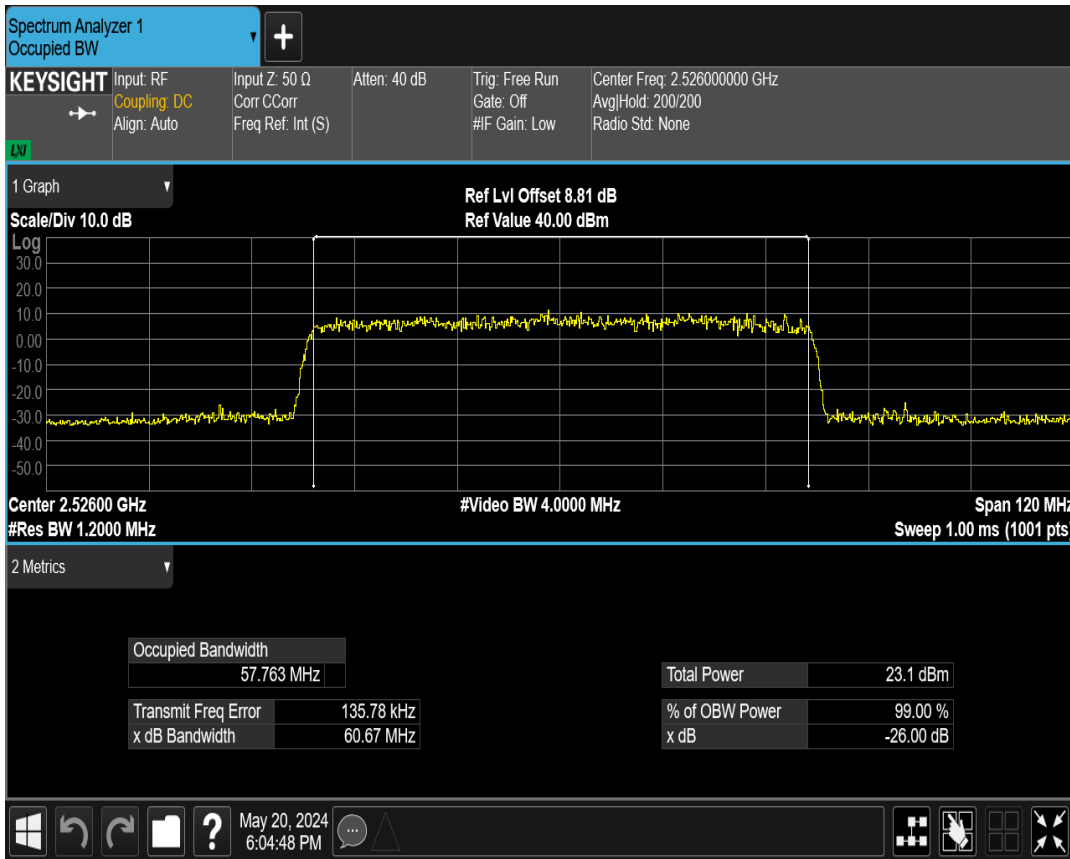 Spectrum Analyzer 1
Occupied BW
+
KEYSIGHT
LXI
Input: RF
Coupling: DC
Align: Auto
Input Z: 50 Ω
Corr CCorr
Freq Ref: Int (S)
Atten: 40 dB
Trig: Free Run
Gate: Off
#IF Gain: Low
Center Freq: 2.526000000 GHz
Avg|Hold: 200/200
Radio Std: None
1 Graph
Scale/Div 10.0 dB
Ref Lvl Offset 8.81 dB
Ref Value 40.00 dBm
Log
30.0
20.0
10.0
0.00
-10.0
-20.0
-30.0
-40.0
-50.0
Center 2.52600 GHz
#Video BW 4.0000 MHz
Span 120 MHz
#Res BW 1.2000 MHz
Sweep 1.00 ms (1001 pts)
2 Metrics
Occupied Bandwidth
57.763 MHz
Total Power 23.1 dBm
Transmit Freq Error 135.78 kHz
% of OBW Power 99.00 %
x dB Bandwidth 60.67 MHz
x dB -26.00 dB
?
May 20, 2024
6:04:48 PM